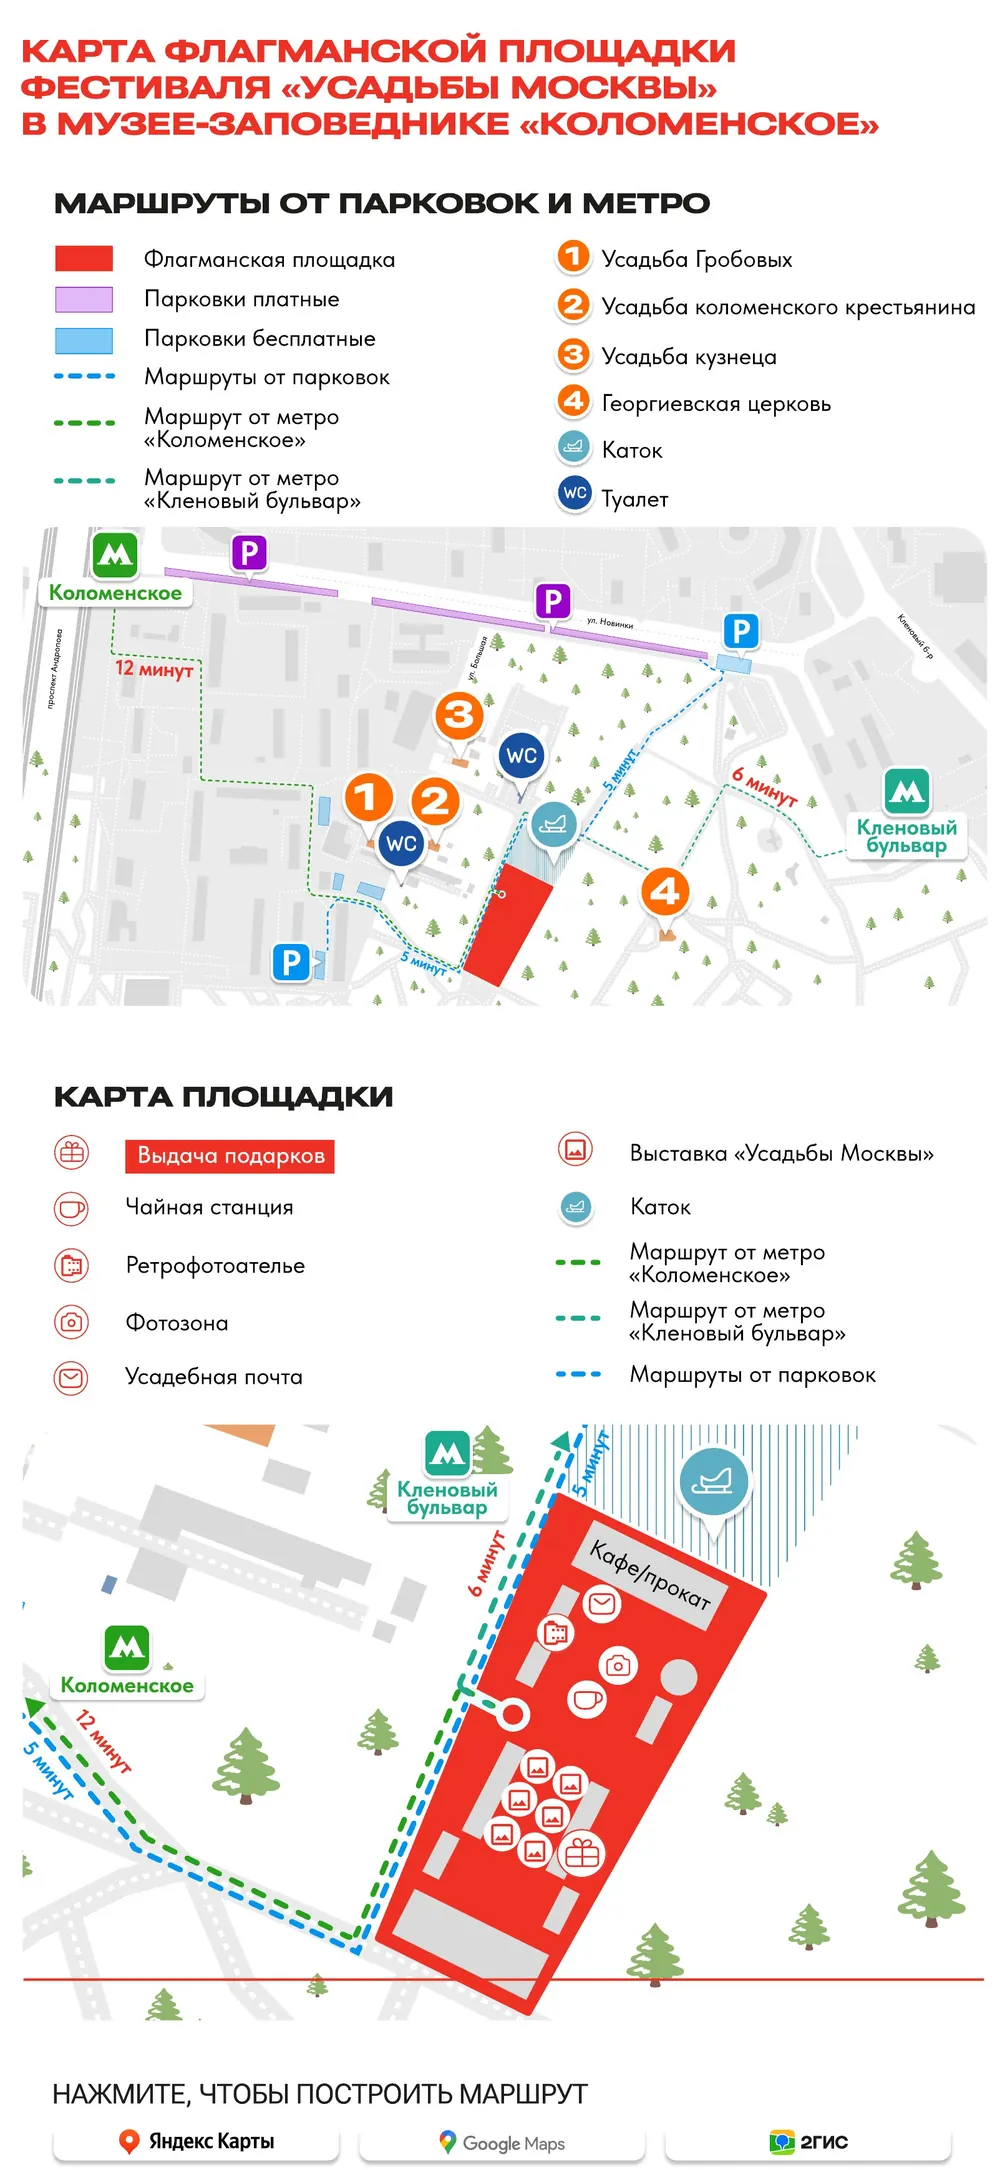 КАРТА ФЛАГМАНСКОЙ ПЛОЩАДКИ
ФЕСТИВАЛЯ «УСАДЬБЫ МОСКВЫ»
В МУЗЕЕ-ЗАПОВЕДНИКЕ «КОЛОМЕНСКОЕ»
МАРШРУТЫ ОТ ПАРКОВОК И МЕТРО
Флагманская площадка
Парковки платные
Парковки бесплатные
Маршруты от парковок
Маршрут от метро
«Коломенское»
Маршрут от метро
«Кленовый бульвар»
1 Усадьба Гробовых
2 Усадьба коломенского крестьянина
3 Усадьба кузнеца
4 Георгиевская церковь
Каток
WC Туалет
Коломенское
P
P
P
ул. Новинки
Кленовый б-р
проспект Андропова
ул. Большая
12 минут
3
WC
5 минут
6 минут
1
2
WC
Кленовый
бульвар
4
P
5 минут
КАРТА ПЛОЩАДКИ
Выдача подарков
Чайная станция
Ретрофотоателье
Фотозона
Усадебная почта
Выставка «Усадьбы Москвы»
Каток
Маршрут от метро
«Коломенское»
Маршрут от метро
«Кленовый бульвар»
Маршруты от парковок
Кленовый
бульвар
5 минут
6 минут
Кафе/прокат
Коломенское
12 минут
5 минут
НАЖМИТЕ, ЧТОБЫ ПОСТРОИТЬ МАРШРУТ
Яндекс Карты
Google Maps
2ГИС